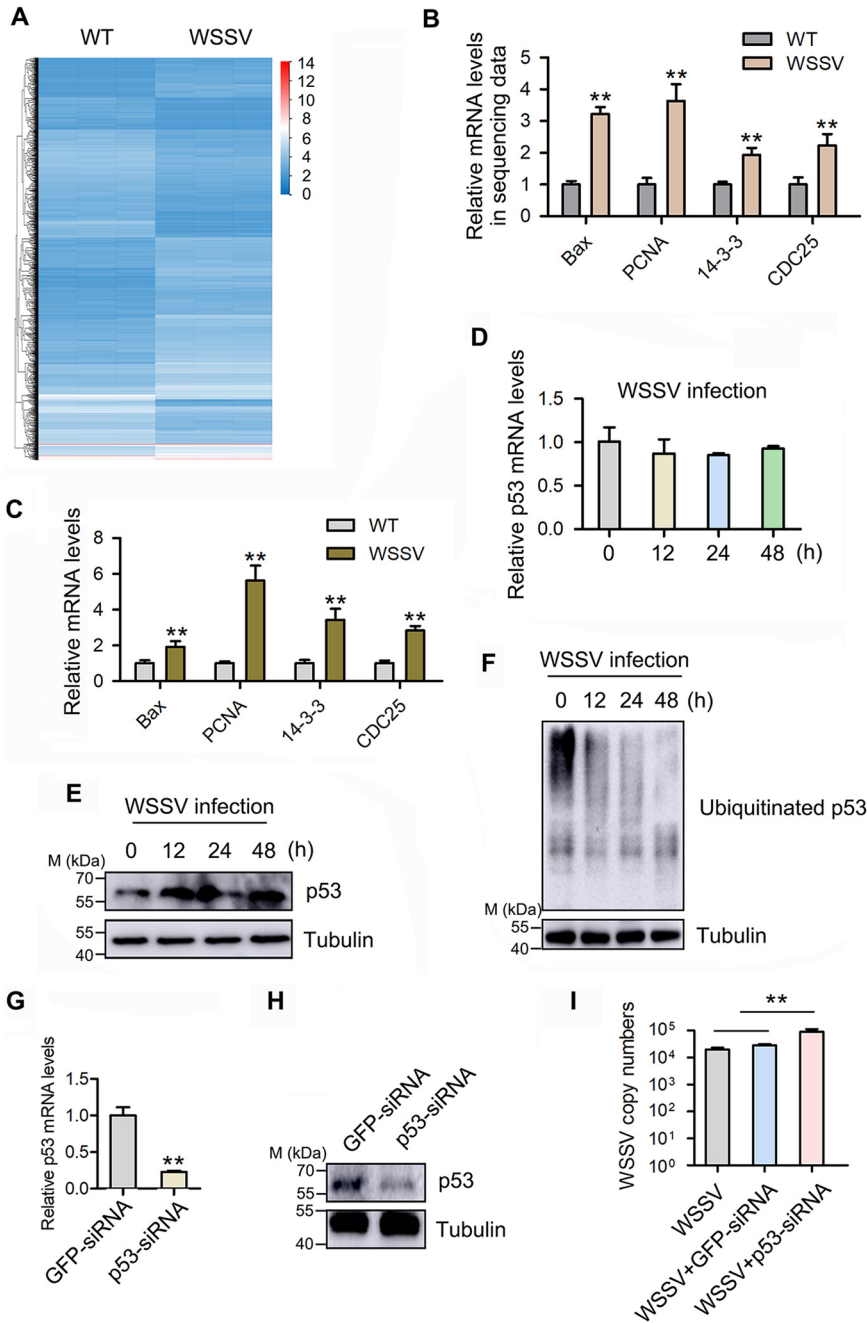 A
WT WSSV
14
12
10
8
6
4
2
0
B
WT
WSSV
Relative mRNA levels
in sequencing data
5
4
3
2
1
0
** ** ** **
Bax PCNA 14-3-3 CDC25
C
WT
WSSV
Relative mRNA levels
8
6
4
2
0
** ** ** **
Bax PCNA 14-3-3 CDC25
D
WSSV infection
Relative p53 mRNA levels
1.5
1.0
0.5
0.0
0 12 24 48 (h)
E
WSSV infection
0 12 24 48 (h)
M (kDa)
70
55
p53
55
40
Tubulin
F
WSSV infection
0 12 24 48 (h)
Ubiquitinated p53
M (kDa)
55
40
Tubulin
G
Relative p53 mRNA levels
1.5
1.0
0.5
0.0
**
GFP-siRNA p53-siRNA
H
GFP-siRNA p53-siRNA
M (kDa)
70
55
p53
55
40
Tubulin
I
WSSV copy numbers
10⁵
10⁴
10³
10²
10¹
10⁰
**
WSSV
WSSV+GFP-siRNA
WSSV+p53-siRNA